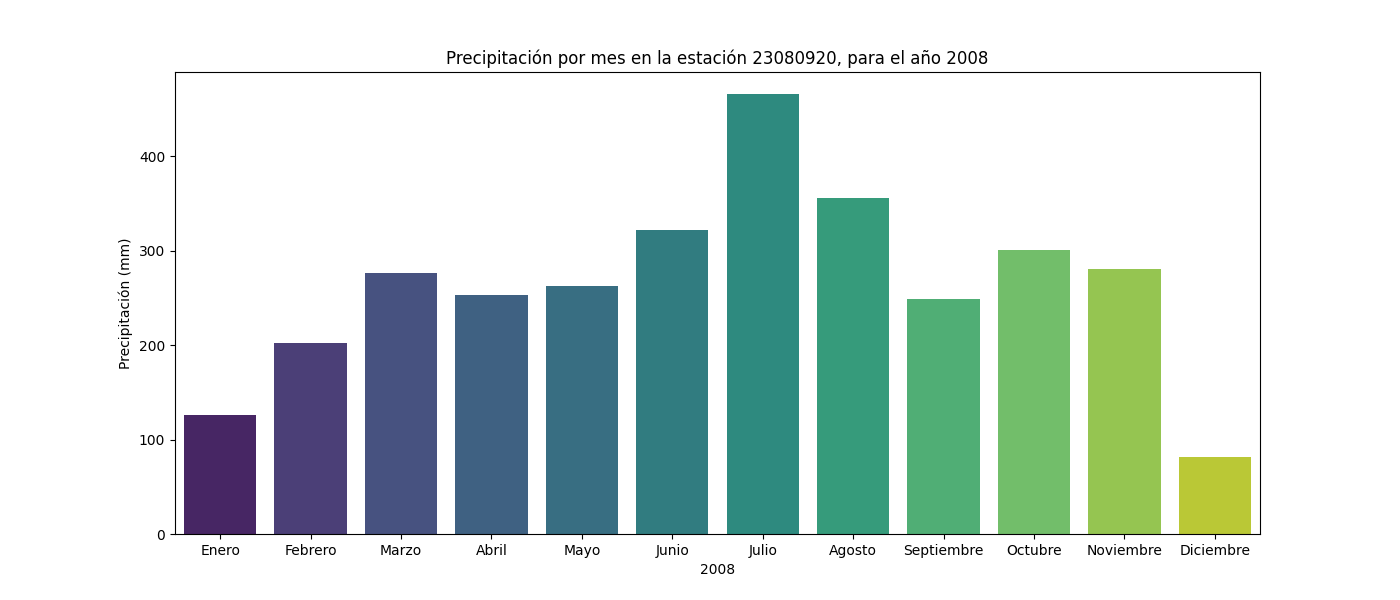 Precipitación por mes en la estación 23080920, para el año 2008
Precipitación (mm)
400
300
200
100
0
Enero Febrero Marzo Abril Mayo Junio Julio Agosto Septiembre Octubre Noviembre Diciembre
2008